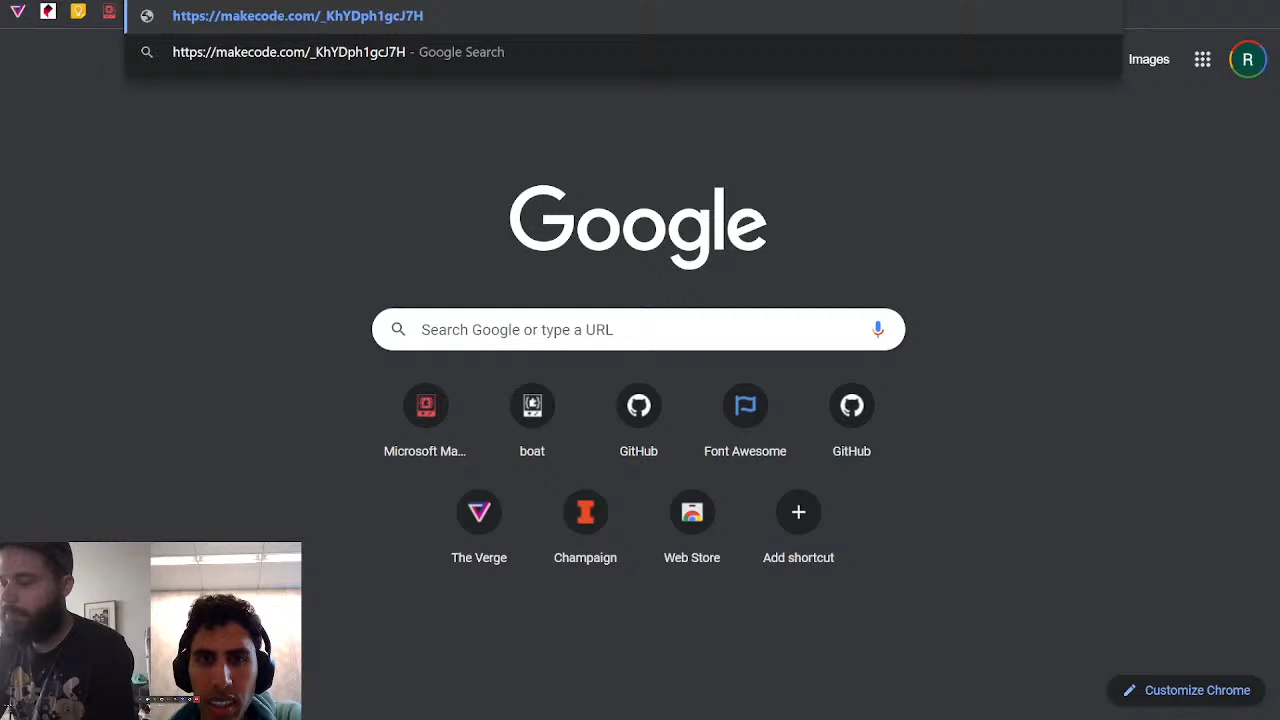 https://makecode.com/_KhYDph1gcJ7H
https://makecode.com/_KhYDph1gcJ7H - Google Search
Images
R
Google
Search Google or type a URL
Microsoft Ma...
boat
GitHub
Font Awesome
GitHub
The Verge
Champaign
Web Store
Add shortcut
Customize Chrome